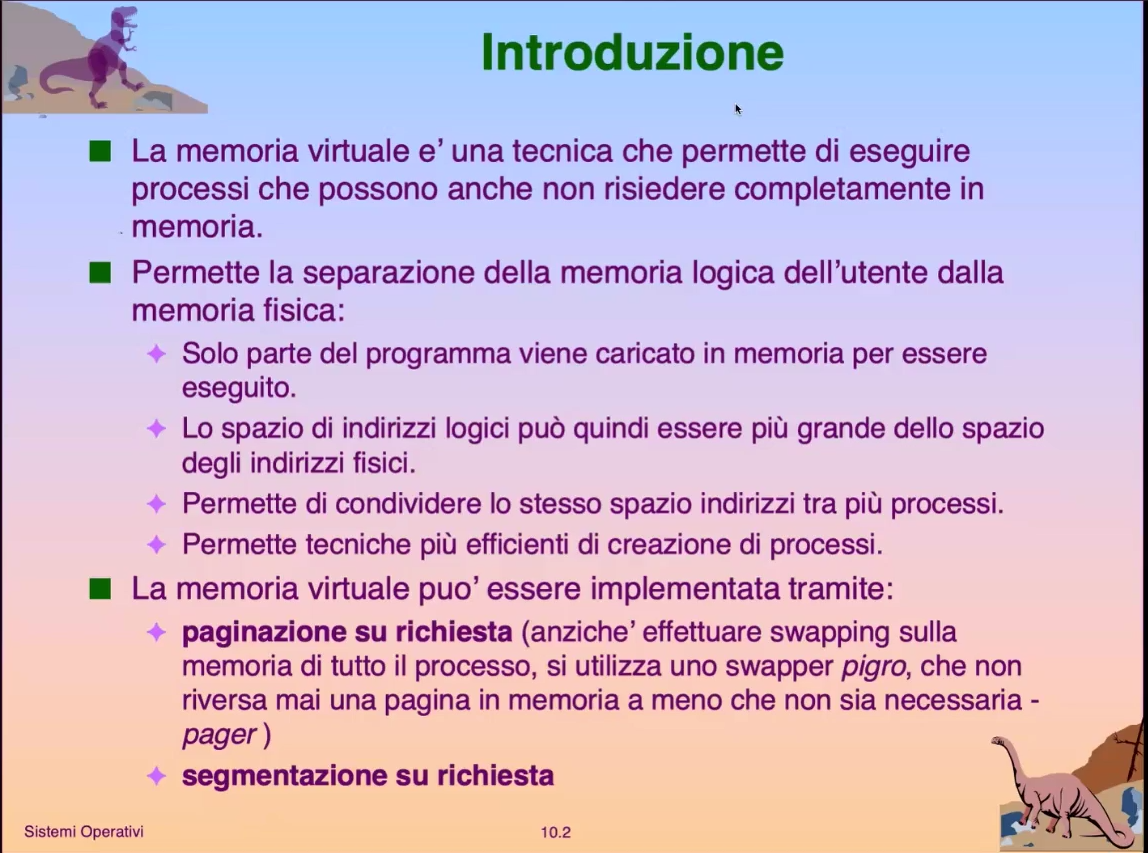 Introduzione
La memoria virtuale e' una tecnica che permette di eseguire
processi che possono anche non risiedere completamente in
memoria.
Permette la separazione della memoria logica dell'utente dalla
memoria fisica:
Solo parte del programma viene caricato in memoria per essere
eseguito.
Lo spazio di indirizzi logici può quindi essere più grande dello spazio
degli indirizzi fisici.
Permette di condividere lo stesso spazio indirizzi tra più processi.
Permette tecniche più efficienti di creazione di processi.
La memoria virtuale puo' essere implementata tramite:
paginazione su richiesta (anziche' effettuare swapping sulla
memoria di tutto il processo, si utilizza uno swapper pigro, che non
riversa mai una pagina in memoria a meno che non sia necessaria -
pager )
segmentazione su richiesta
Sistemi Operativi
10.2